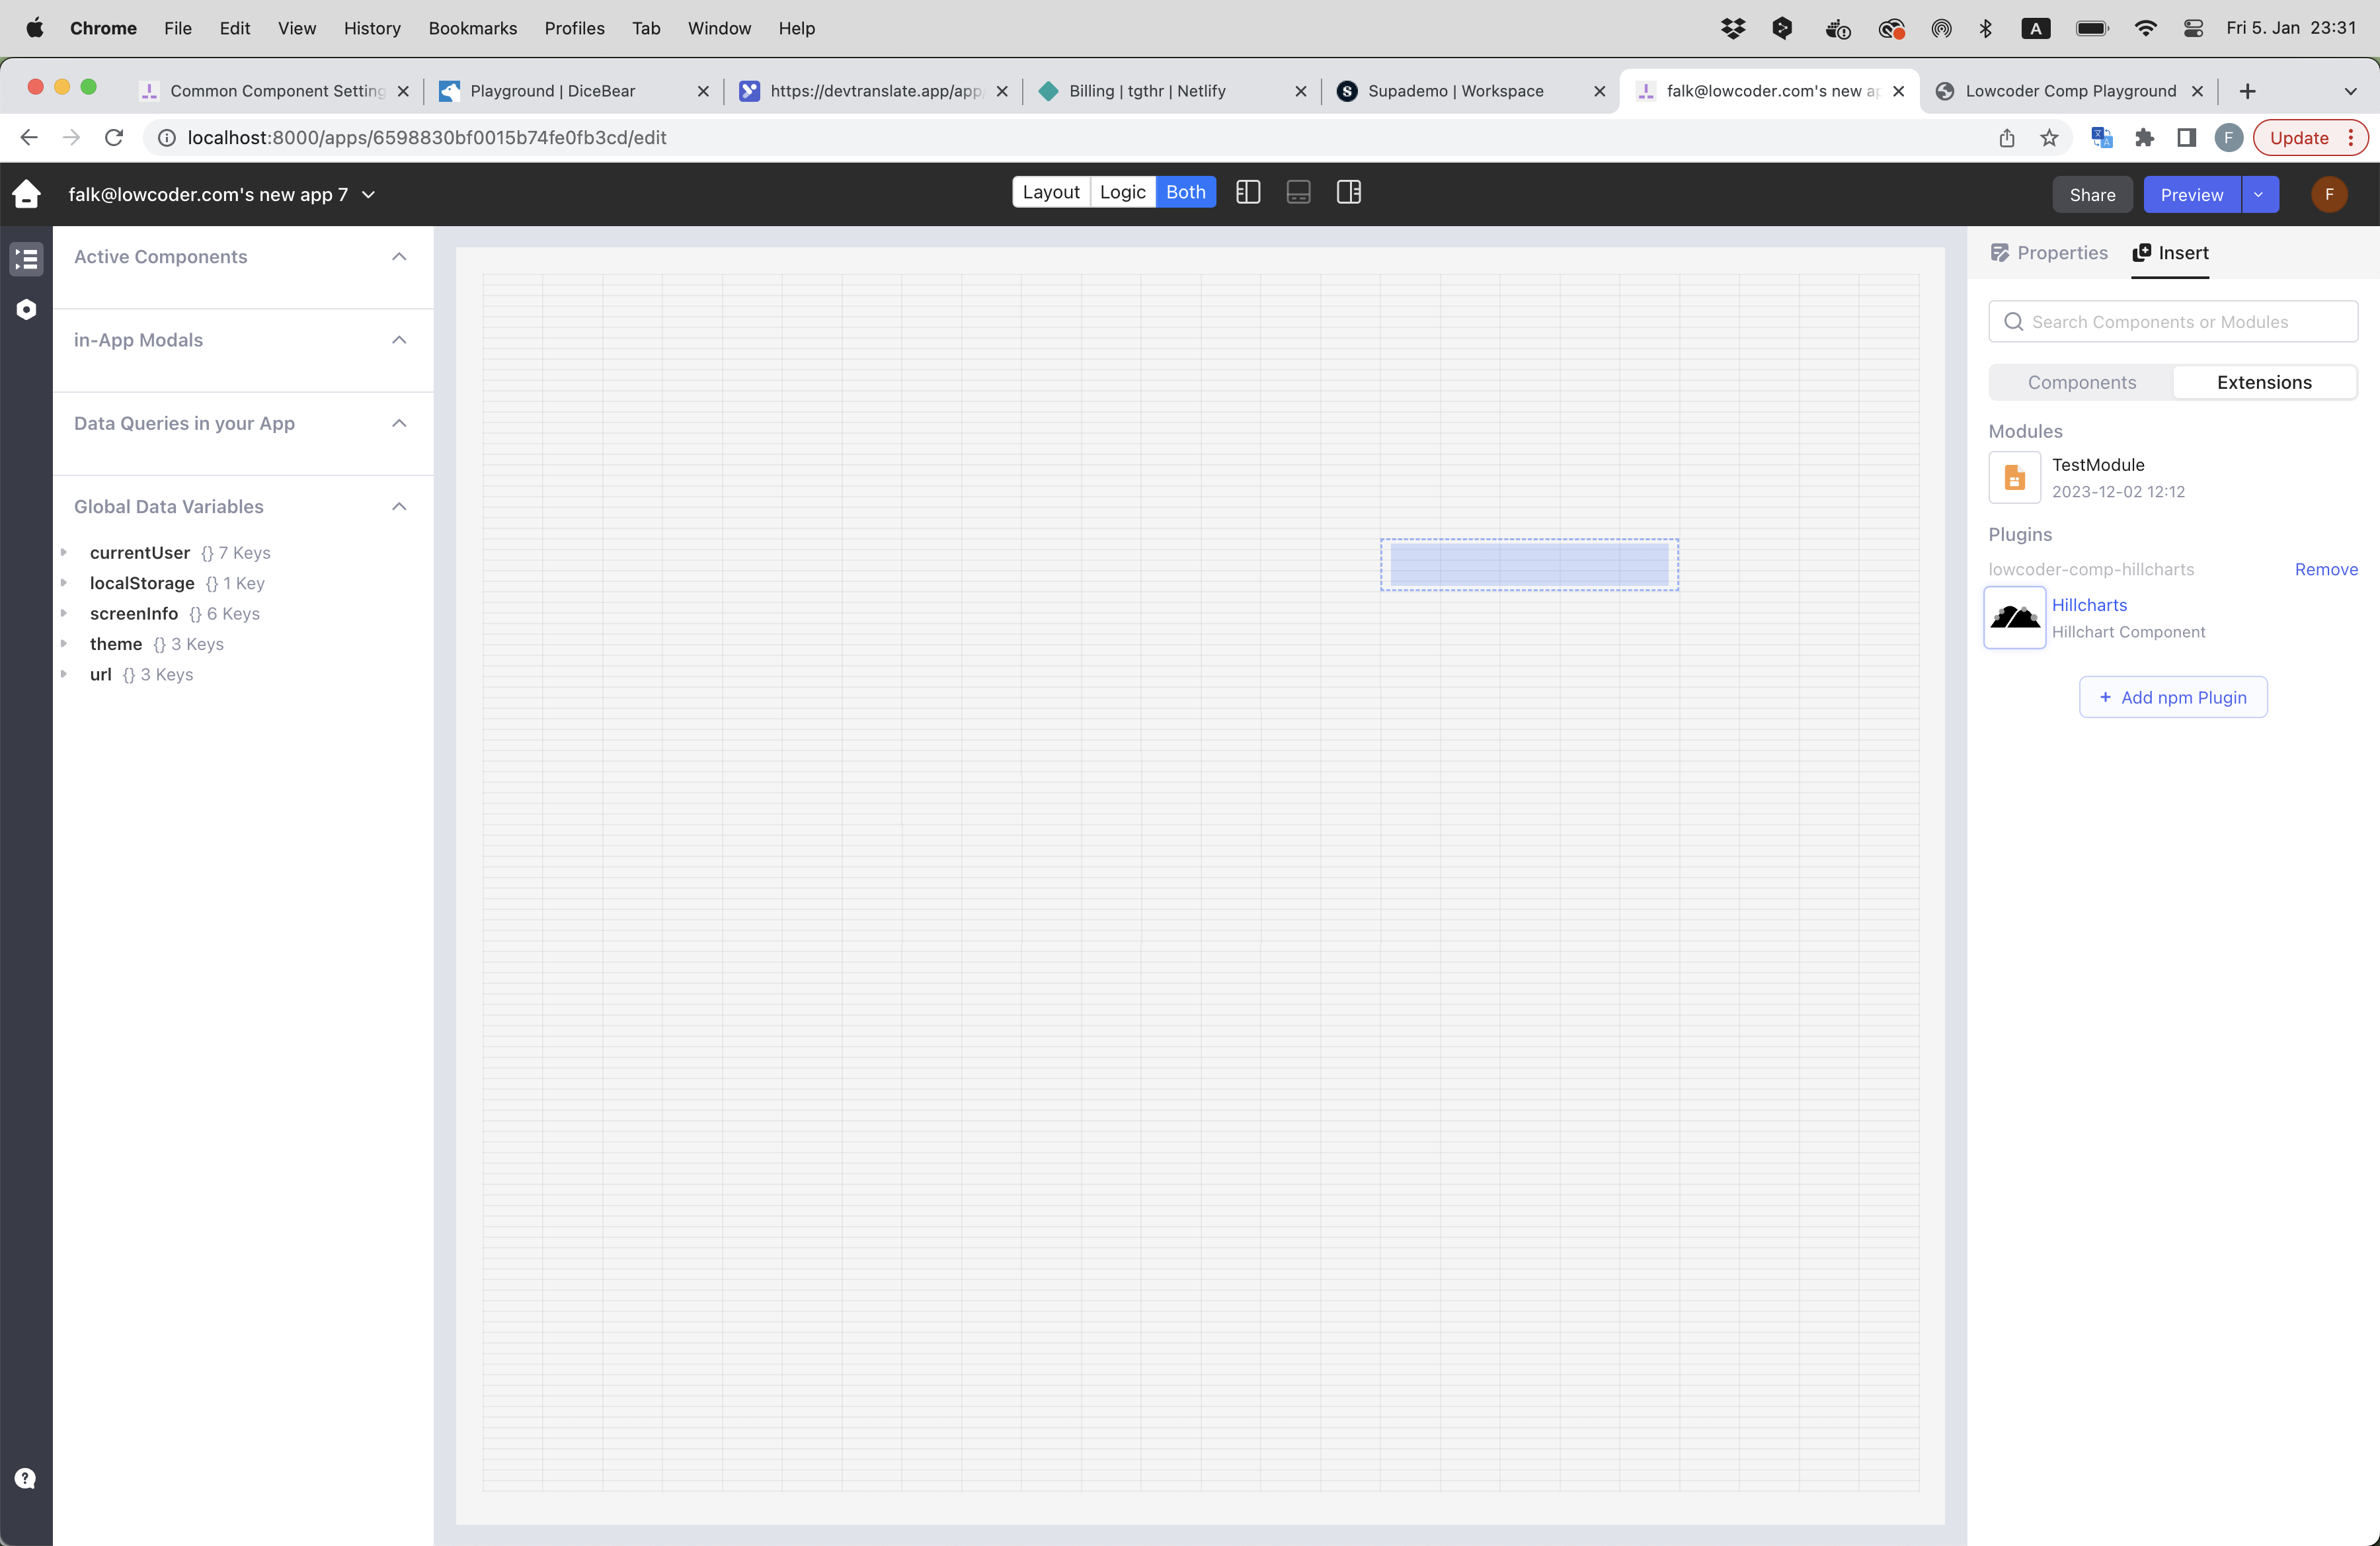 Chrome File Edit View History Bookmarks Profiles Tab Window Help A Fri 5. Jan 23:31
Common Component Setting Playground | DiceBear https://devtranslate.app/app/ Billing | tgthr | Netlify S Supademo | Workspace falk@lowcoder.com's new ap Lowcoder Comp Playground
localhost:8000/apps/6598830bf0015b74fe0fb3cd/edit F Update
falk@lowcoder.com's new app 7 Layout Logic Both Share Preview F
Active Components
in-App Modals
Data Queries in your App
Global Data Variables
currentUser {} 7 Keys
localStorage {} 1 Key
screenInfo {} 6 Keys
theme {} 3 Keys
url {} 3 Keys
Properties Insert
Search Components or Modules
Components Extensions
Modules
TestModule
2023-12-02 12:12
Plugins
lowcoder-comp-hillcharts Remove
Hillcharts
Hillchart Component
+ Add npm Plugin